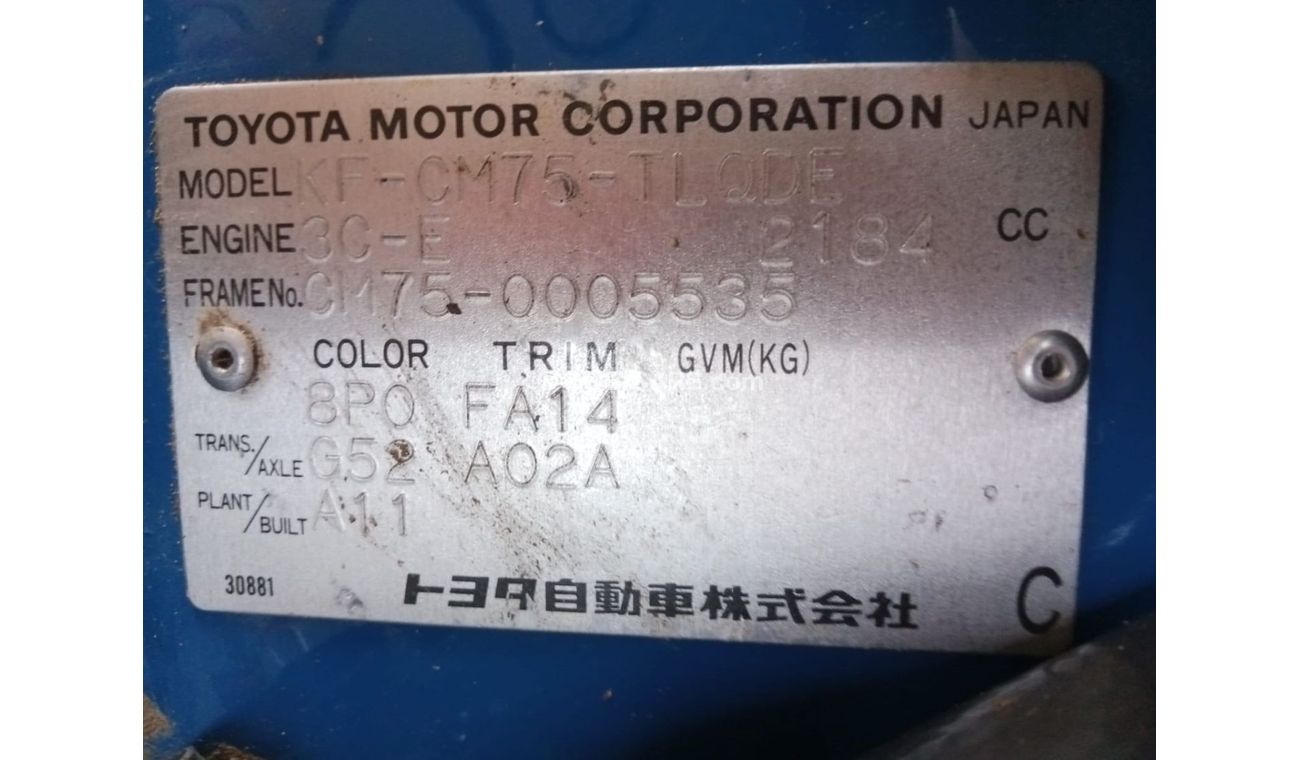 TOYOTA MOTOR CORPORATION JAPAN
MODEL KF-CM75-TLQDE
ENGINE 3C-E 2184 CC
FRAME No. CM75-0005535
COLOR TRIM GVM(KG)
8P0 FA14
TRANS./AXLE G52 A02A
PLANT/BUILT A11
30881 トヨタ自動車株式会社 C